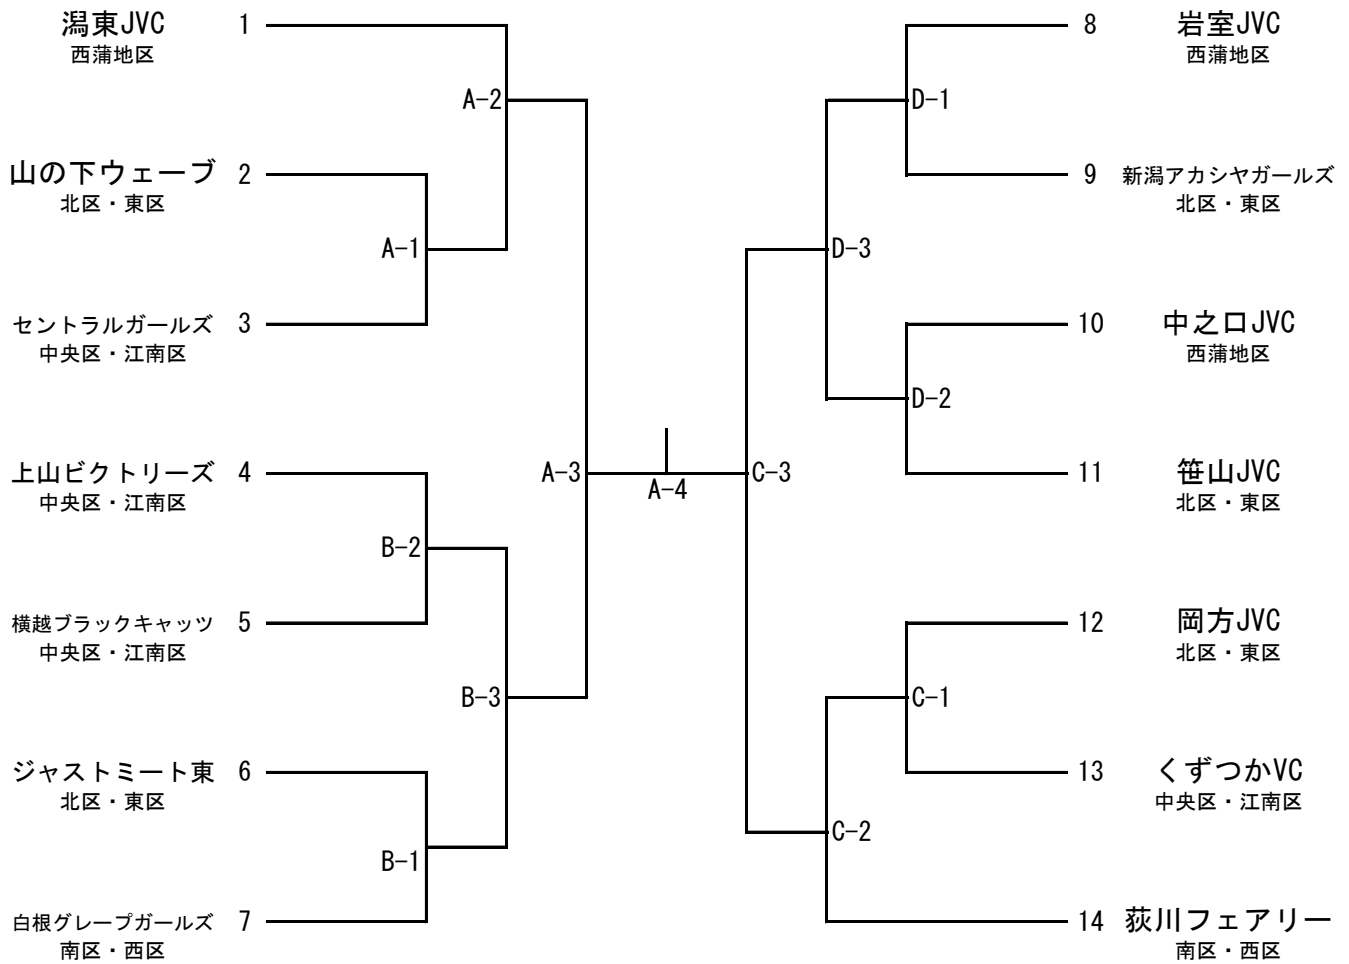 潟東JVC 1
西蒲地区
A-2
山の下ウェーブ 2
北区・東区
A-1
セントラルガールズ 3
中央区・江南区
上山ビクトリーズ 4
中央区・江南区
A-3
B-2
横越ブラックキャッツ 5
中央区・江南区
B-3
ジャストミート東 6
北区・東区
B-1
白根グレープガールズ 7
南区・西区
A-4
8 岩室JVC
西蒲地区
D-1
9 新潟アカシヤガールズ
北区・東区
D-3
10 中之口JVC
西蒲地区
D-2
11 笹山JVC
北区・東区
C-3
12 岡方JVC
北区・東区
C-1
13 くずつかVC
中央区・江南区
C-2
14 荻川フェアリー
南区・西区